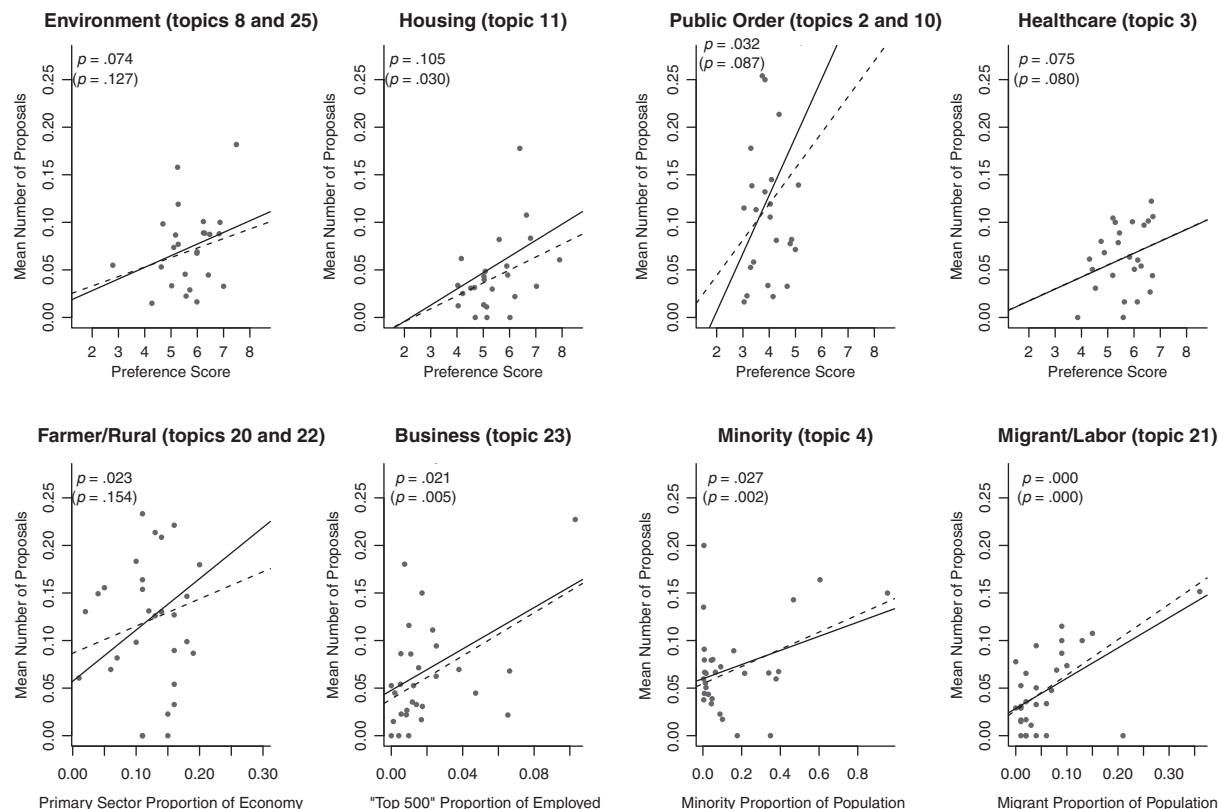 Environment (topics 8 and 25)
p = .074
(p = .127)
Mean Number of Proposals
0.00 0.05 0.10 0.15 0.20 0.25
2 3 4 5 6 7 8
Preference Score
Housing (topic 11)
p = .105
(p = .030)
Mean Number of Proposals
0.00 0.05 0.10 0.15 0.20 0.25
2 3 4 5 6 7 8
Preference Score
Public Order (topics 2 and 10)
p = .032
(p = .087)
Mean Number of Proposals
0.00 0.05 0.10 0.15 0.20 0.25
2 3 4 5 6 7 8
Preference Score
Healthcare (topic 3)
p = .075
(p = .080)
Mean Number of Proposals
0.00 0.05 0.10 0.15 0.20 0.25
2 3 4 5 6 7 8
Preference Score
Farmer/Rural (topics 20 and 22)
p = .023
(p = .154)
Mean Number of Proposals
0.00 0.05 0.10 0.15 0.25
0.00 0.10 0.20 0.30
Primary Sector Proportion of Economy
Business (topic 23)
p = .021
(p = .005)
Mean Number of Proposals
0.00 0.05 0.10 0.15 0.25
0.00 0.04 0.08
"Top 500" Proportion of Employed
Minority (topic 4)
p = .027
(p = .002)
Mean Number of Proposals
0.00 0.05 0.10 0.15 0.25
0.0 0.2 0.4 0.6 0.8
Minority Proportion of Population
Migrant/Labor (topic 21)
p = .000
(p = .000)
Mean Number of Proposals
0.00 0.05 0.10 0.15 0.25
0.00 0.10 0.20 0.30
Migrant Proportion of Population